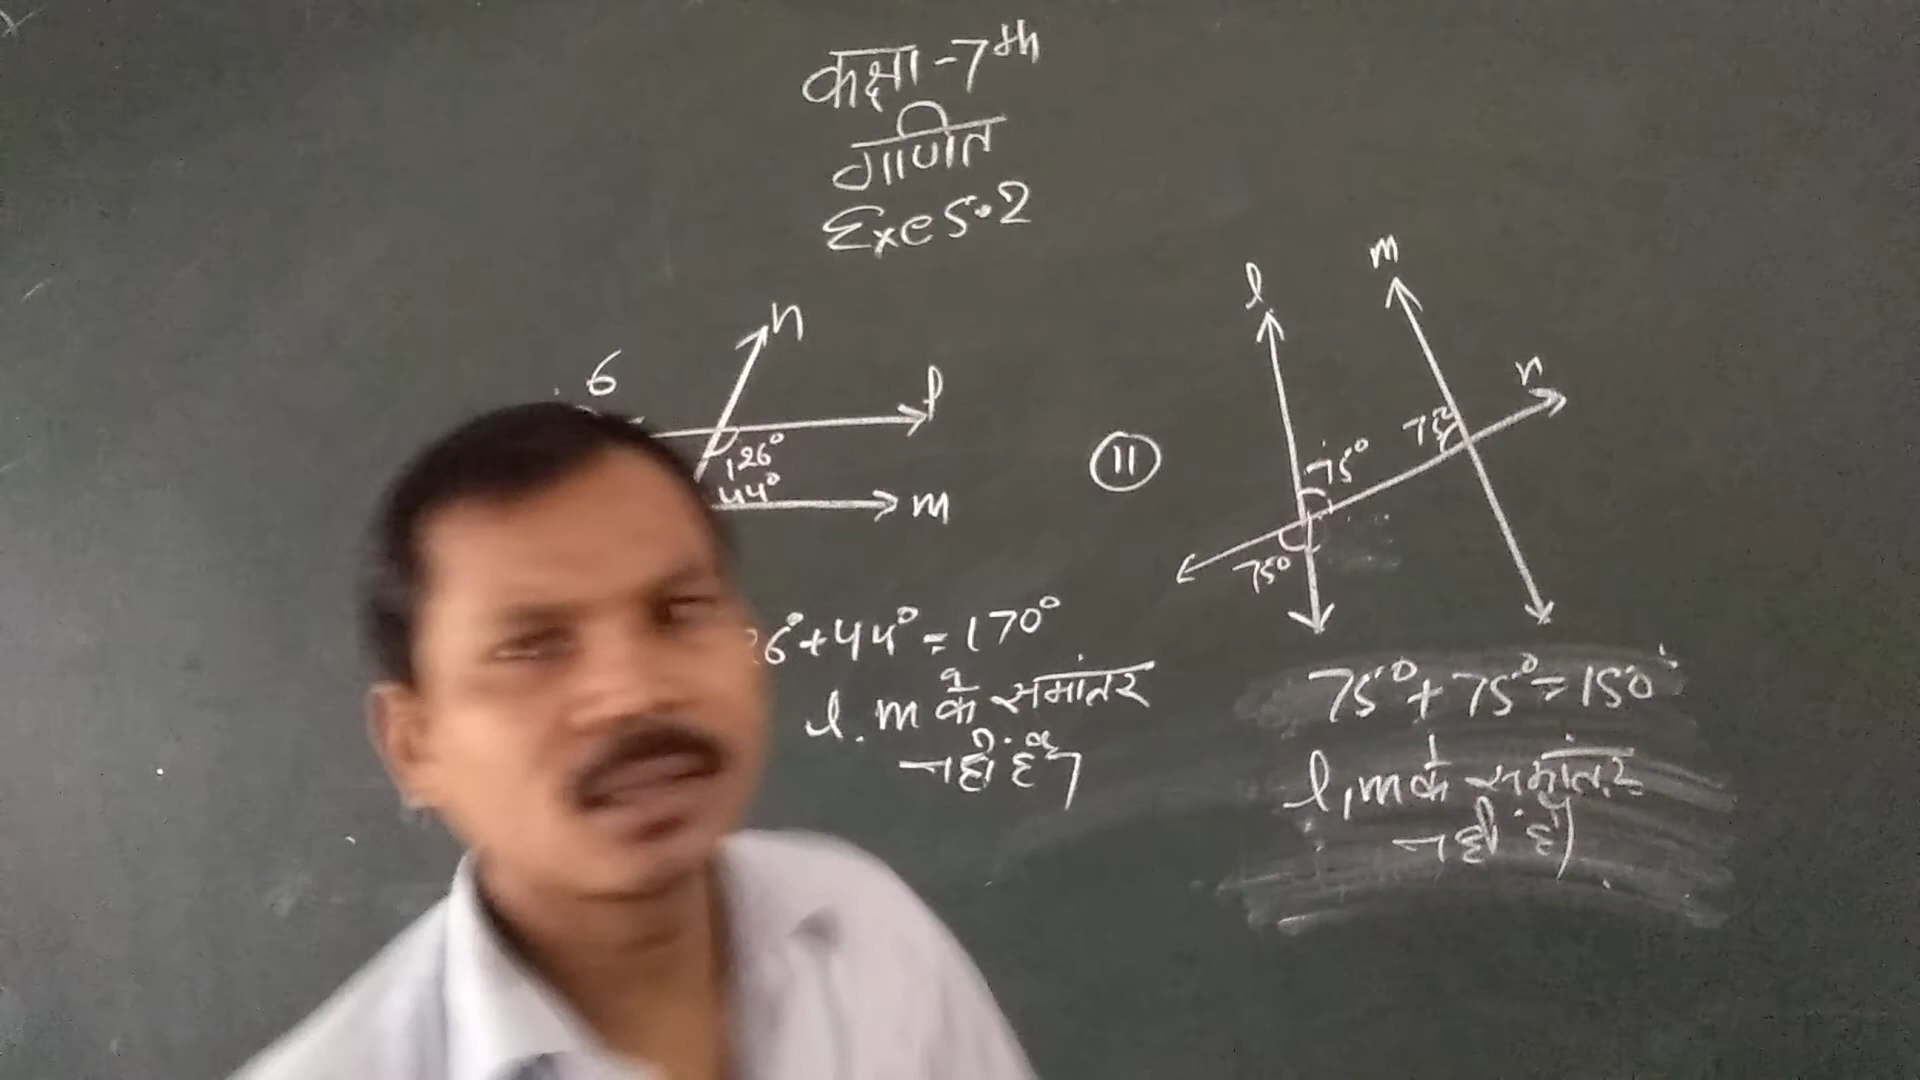 कक्षा-7th
गणित
Exe 5.2
6
n
l
126°
44°
m
6°+44°=170°
l.m के समांतर
नहीं है।
11
l
m
n
75°
75°
75°
75°+75°=150°
l,m के समांतर
नहीं है।